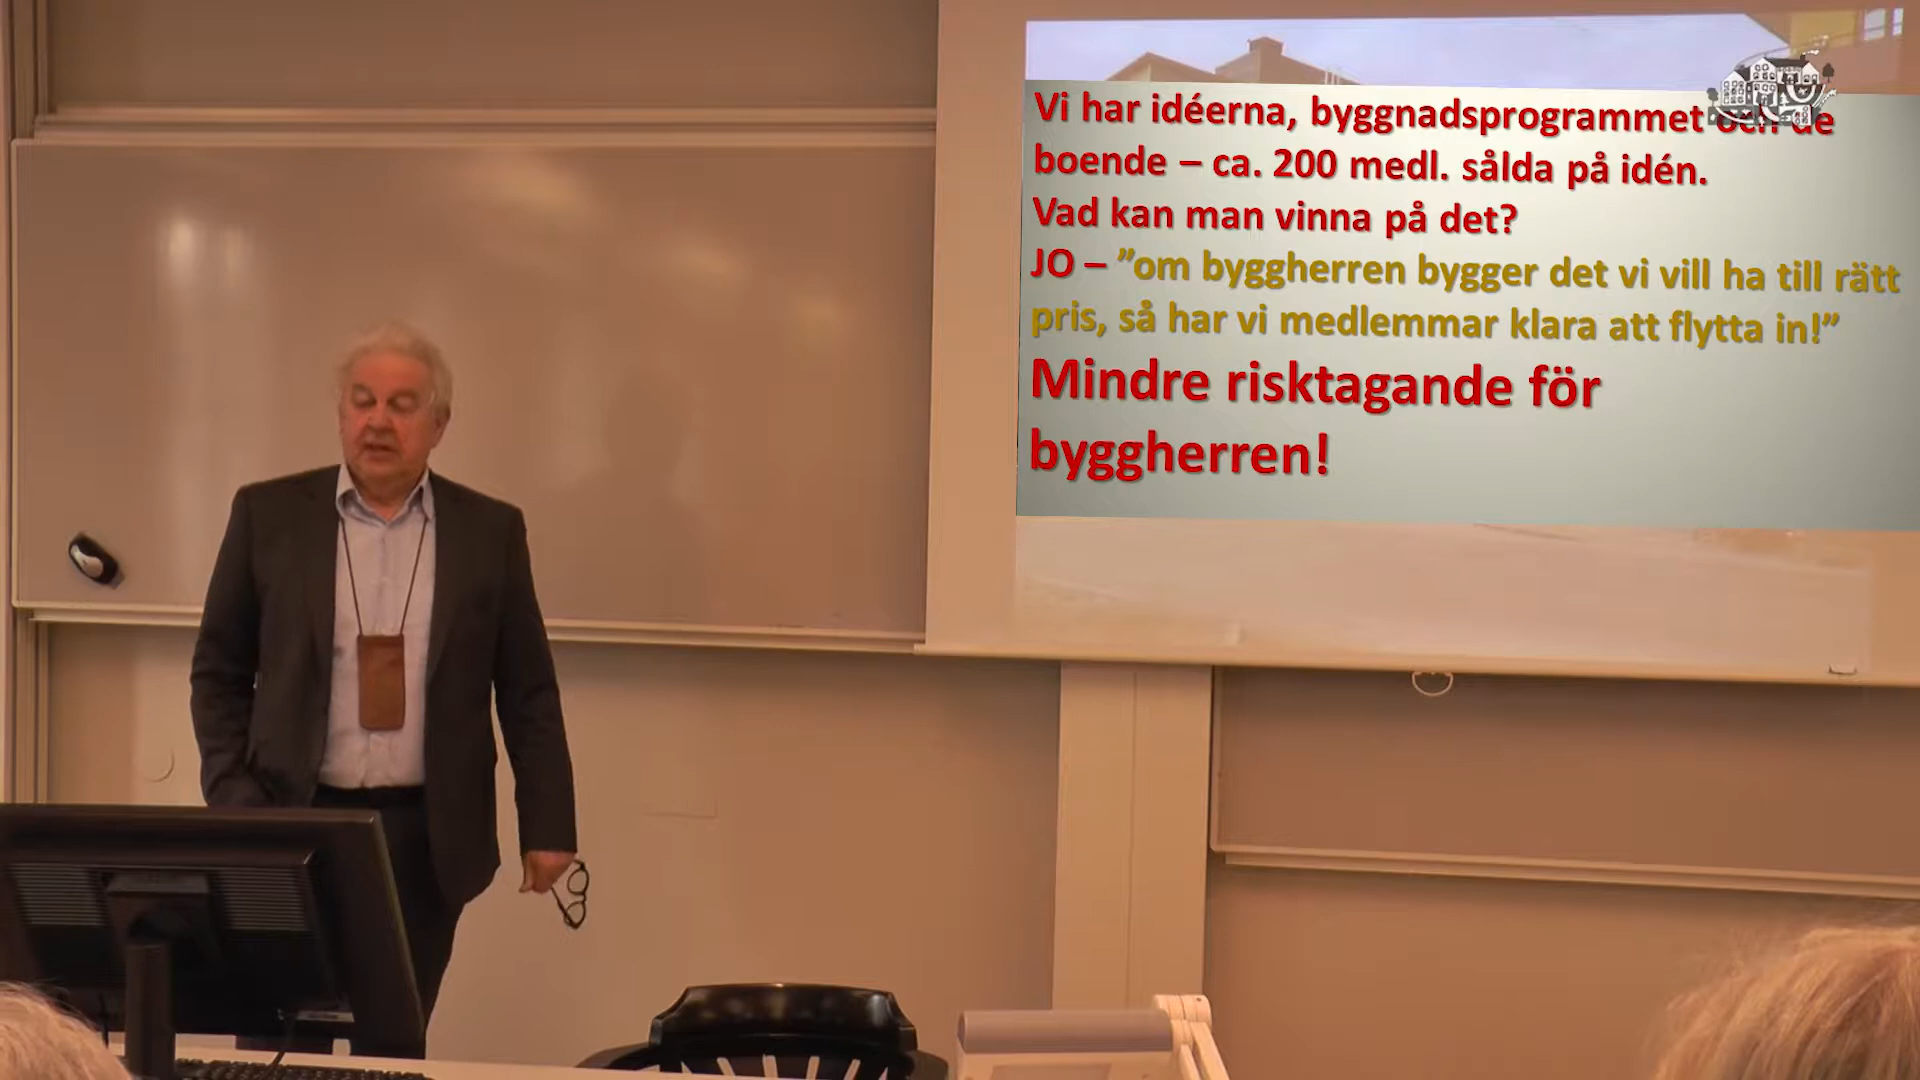 Vi har idéerna, byggnadsprogrammet och de
boende – ca. 200 medl. sålda på idén.
Vad kan man vinna på det?
JO – ”om byggherren bygger det vi vill ha till rätt
pris, så har vi medlemmar klara att flytta in!”
Mindre risktagande för
byggherren!